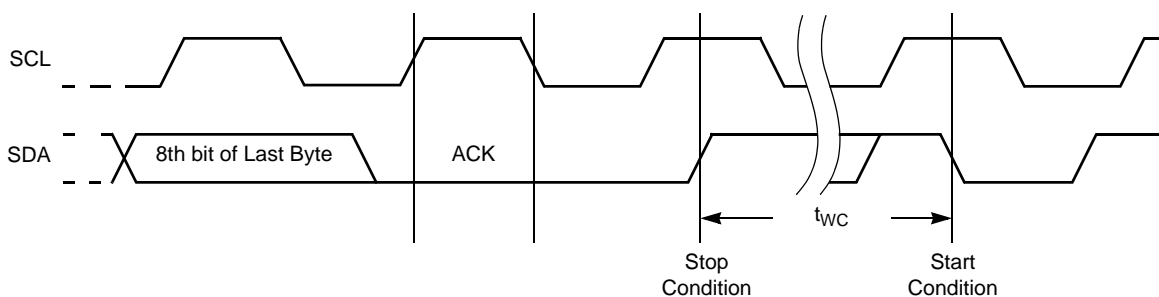 SCL
SDA
8th bit of Last Byte
ACK
tWC
Stop
Condition
Start
Condition